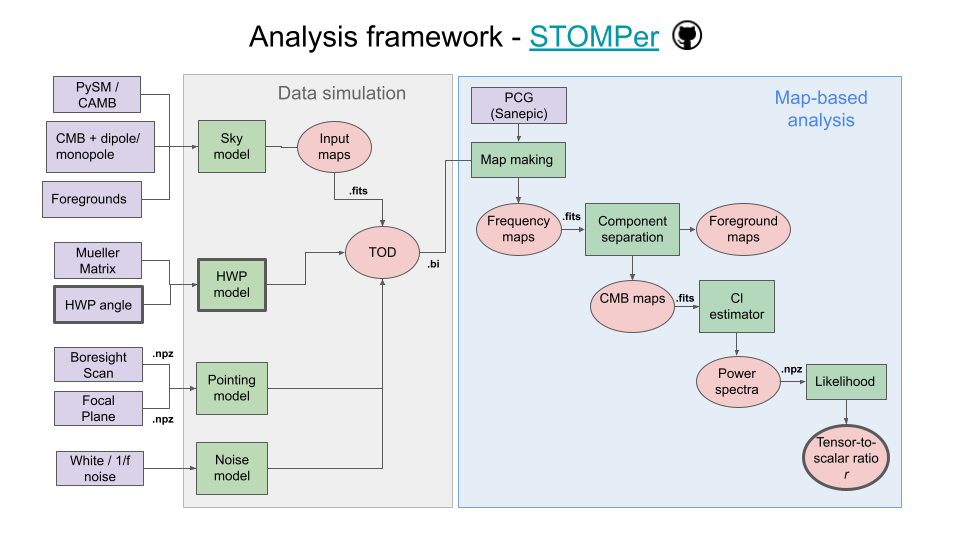 Analysis framework - STOMPer
Data simulation
PySM /
CAMB
CMB + dipole/
monopole
Foregrounds
Sky
model
Input
maps
.fits
Mueller
Matrix
HWP angle
HWP
model
TOD
.bi
Boresight
Scan
.npz
Focal
Plane
.npz
Pointing
model
White / 1/f
noise
Noise
model
Map-based
analysis
PCG
(Sanepic)
Map making
Frequency
maps
.fits
Component
separation
Foreground
maps
CMB maps
.fits
Cl
estimator
Power
spectra
.npz
Likelihood
Tensor-to-
scalar ratio
r